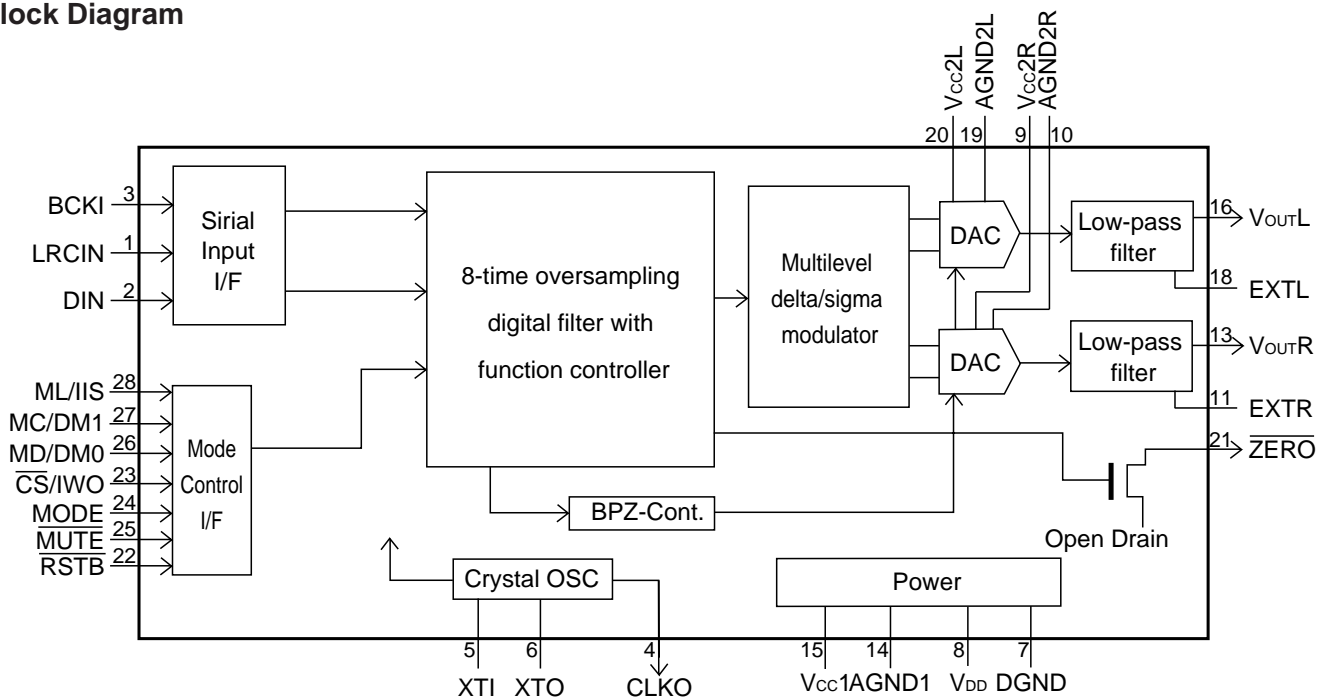 lock Diagram
Vcc2L
AGND2L
Vcc2R
AGND2R
20 19 9 10
BCKI 3
LRCIN 1
DIN 2
Sirial
Input
I/F
8-time oversampling
digital filter with
function controller
Multilevel
delta/sigma
modulator
DAC
DAC
Low-pass
filter
16 VOUTL
18 EXTL
Low-pass
filter
13 VOUTR
11 EXTR
21 ZERO
Open Drain
ML/IIS 28
MC/DM1 27
MD/DM0 26
CS/IWO 23
MODE 24
MUTE 25
RSTB 22
Mode
Control
I/F
BPZ-Cont.
Crystal OSC
Power
5 6 4 15 14 8 7
XTI XTO CLKO Vcc1AGND1 VDD DGND